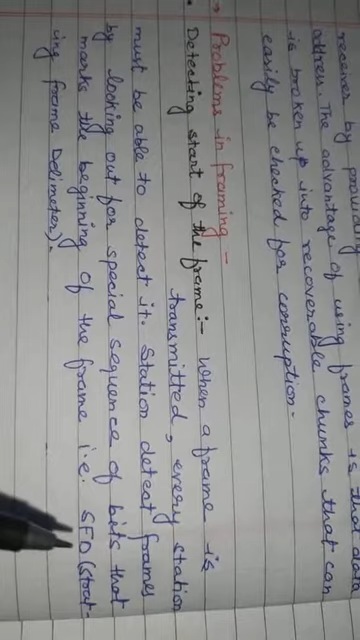 receiver by providing
address. The advantage of using frames is that data
is broken up into recoverable chunks that can
easily be checked for corruption.
→ Problems in framing -
• Detecting start of the frame:- When a frame is
transmitted, every station
must be able to detect it. Station detect frames
by looking out for special sequence of bits that
marks the beginning of the frame i.e. SFD (Start-
ing frame Delimeter).